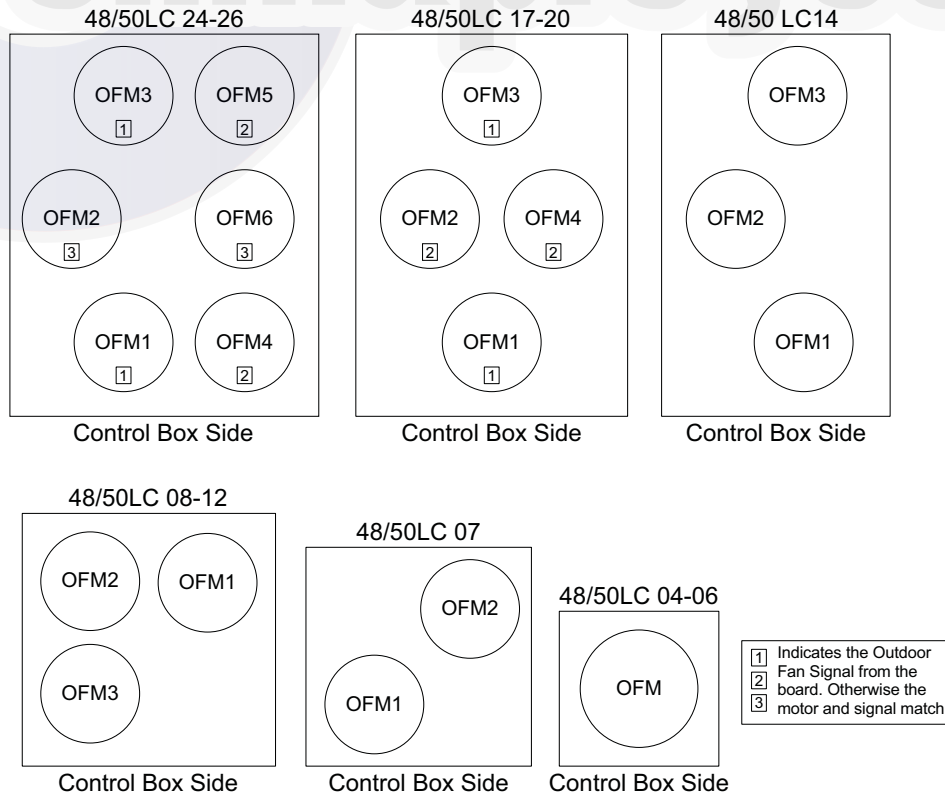 48/50LC 24-26
OFM3
1
OFM5
2
OFM2
3
OFM6
3
OFM1
1
OFM4
2
Control Box Side
48/50LC 17-20
OFM3
1
OFM2
2
OFM4
2
OFM1
1
Control Box Side
48/50 LC14
OFM3
OFM2
OFM1
Control Box Side
48/50LC 08-12
OFM2
OFM1
OFM3
Control Box Side
48/50LC 07
OFM2
OFM1
Control Box Side
48/50LC 04-06
OFM
Control Box Side
1 Indicates the Outdoor
Fan Signal from the
2 board. Otherwise the
3 motor and signal match